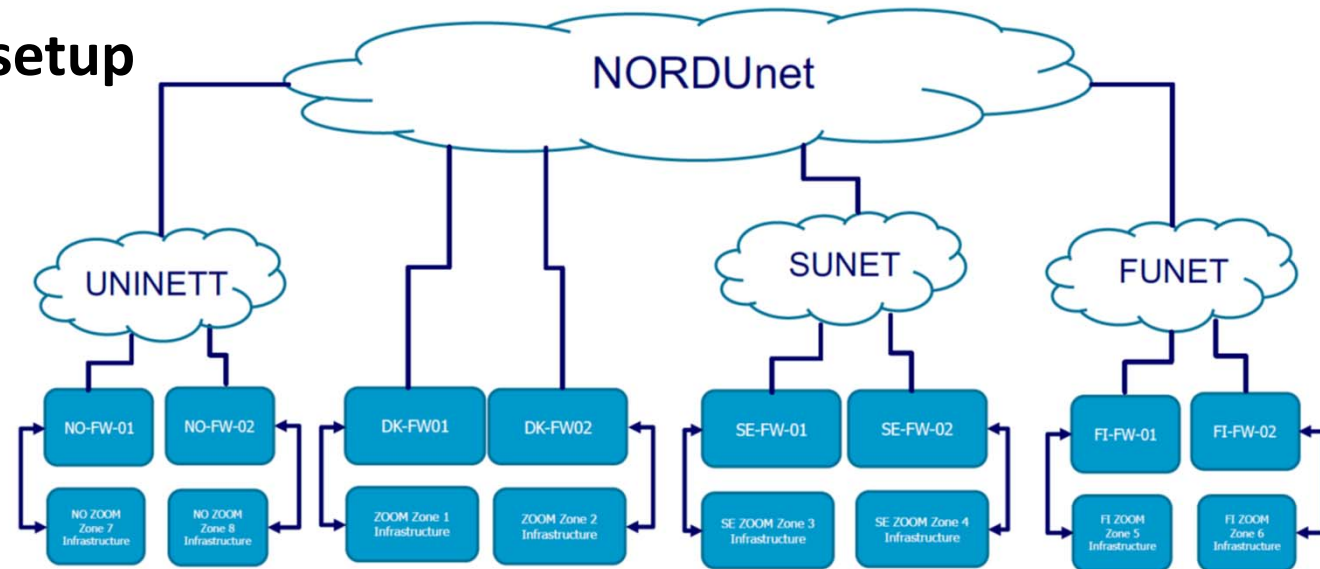 setup
NORDUnet
UNINETT
SUNET
FUNET
NO-FW-01
NO-FW-02
DK-FW01
DK-FW02
SE-FW-01
SE-FW-02
FI-FW-01
FI-FW-02
NO ZOOM
Zone 7
Infrastructure
NO ZOOM
Zone 8
Infrastructure
ZOOM Zone 1
Infrastructure
ZOOM Zone 2
Infrastructure
SE ZOOM Zone 3
Infrastructure
SE ZOOM Zone 4
Infrastructure
FI ZOOM
Zone 5
Infrastructure
FI ZOOM
Zone 6
Infrastructure